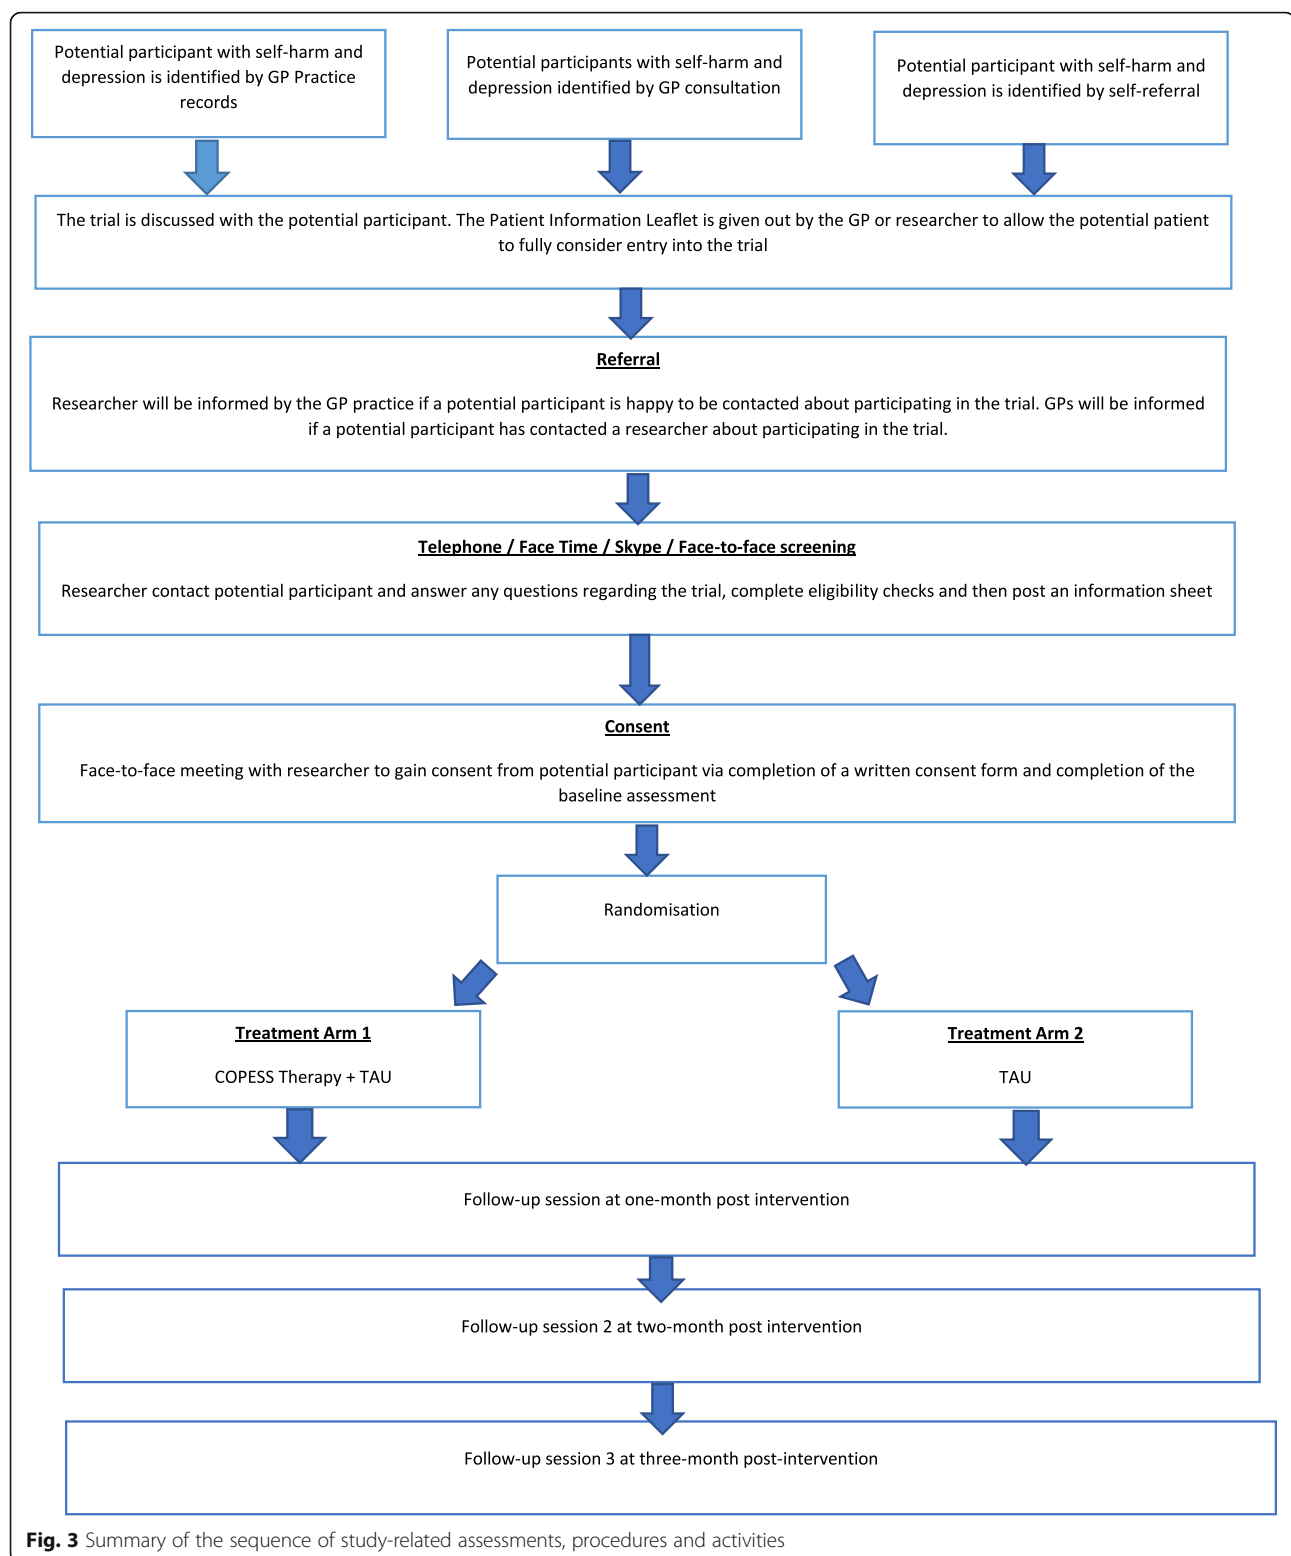 Potential participant with self-harm and
depression is identified by GP Practice
records
Potential participants with self-harm and
depression identified by GP consultation
Potential participant with self-harm and
depression is identified by self-referral
The trial is discussed with the potential participant. The Patient Information Leaflet is given out by the GP or researcher to allow the potential patient
to fully consider entry into the trial
Referral
Researcher will be informed by the GP practice if a potential participant is happy to be contacted about participating in the trial. GPs will be informed
if a potential participant has contacted a researcher about participating in the trial.
Telephone / Face Time / Skype / Face-to-face screening
Researcher contact potential participant and answer any questions regarding the trial, complete eligibility checks and then post an information sheet
Consent
Face-to-face meeting with researcher to gain consent from potential participant via completion of a written consent form and completion of the
baseline assessment
Randomisation
Treatment Arm 1
COPESS Therapy + TAU
Treatment Arm 2
TAU
Follow-up session at one-month post intervention
Follow-up session 2 at two-month post intervention
Follow-up session 3 at three-month post-intervention
Fig. 3 Summary of the sequence of study-related assessments, procedures and activities